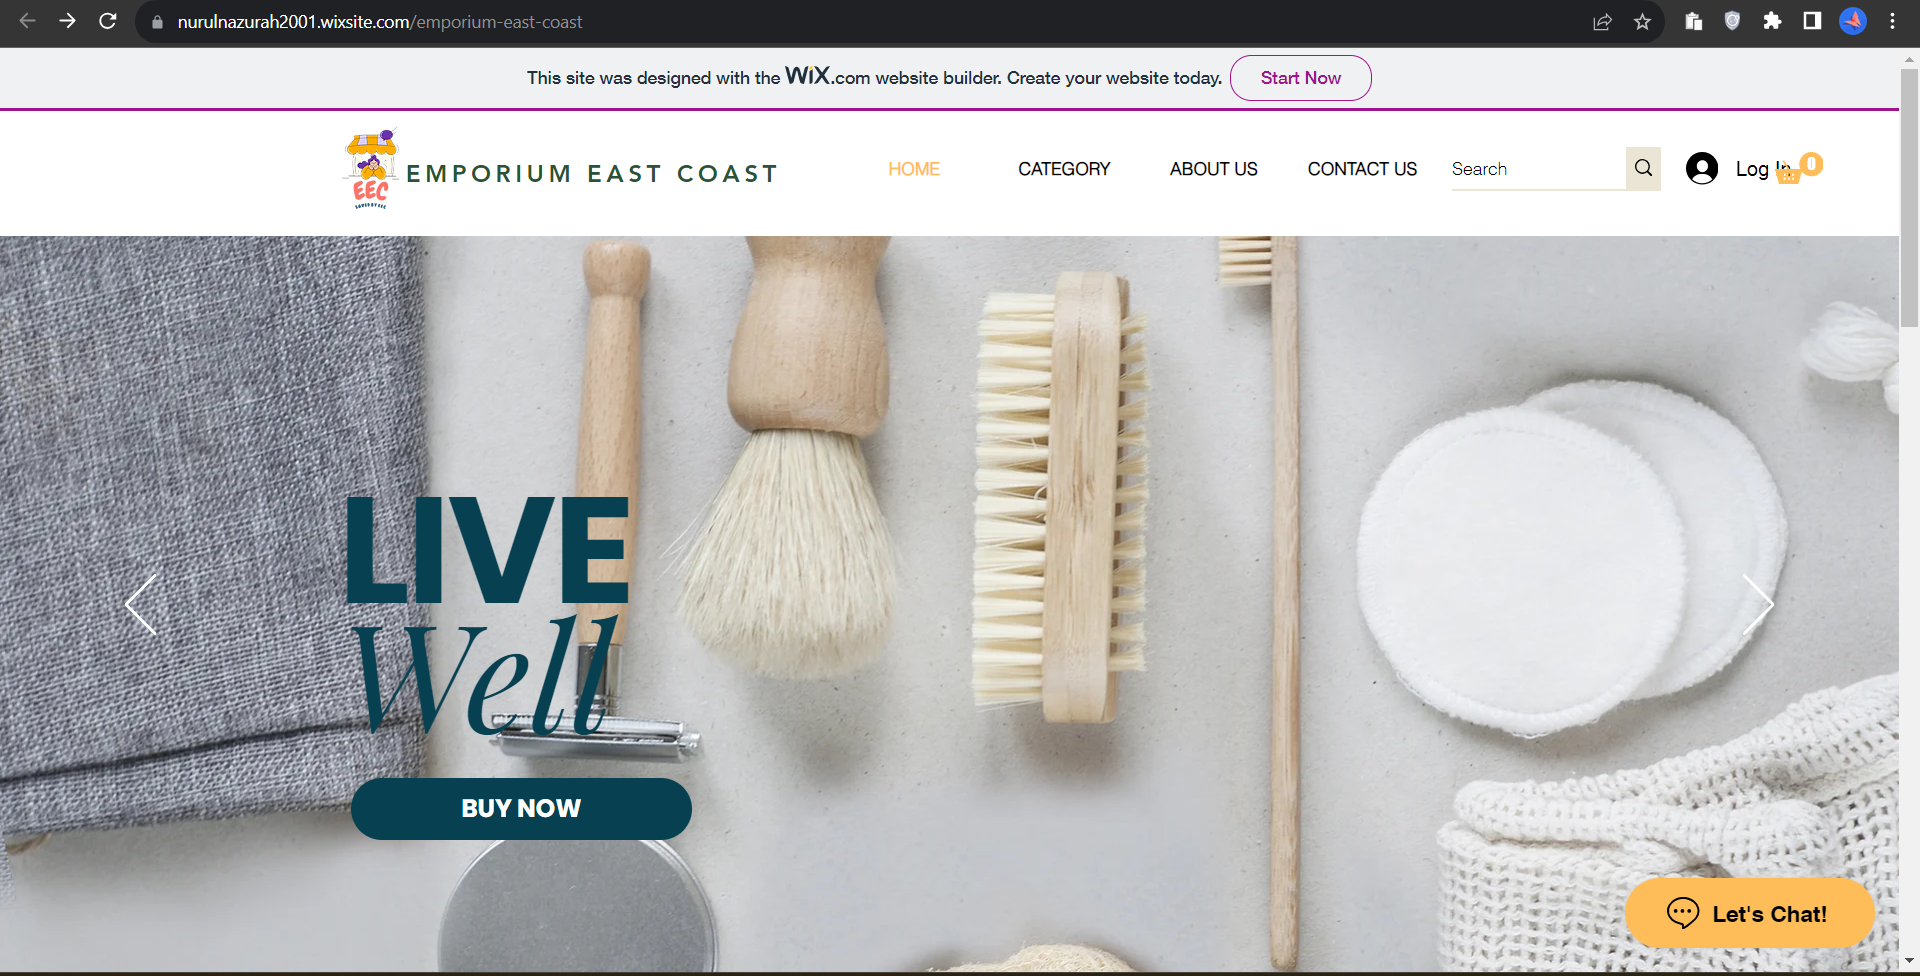 nurulnazurah2001.wixsite.com/emporium-east-coast
This site was designed with the WiX.com website builder. Create your website today. Start Now
EEC
EMPORIUM EAST COAST
HOME CATEGORY ABOUT US CONTACT US Search Log In 0
LIVE
Well
BUY NOW
Let's Chat!